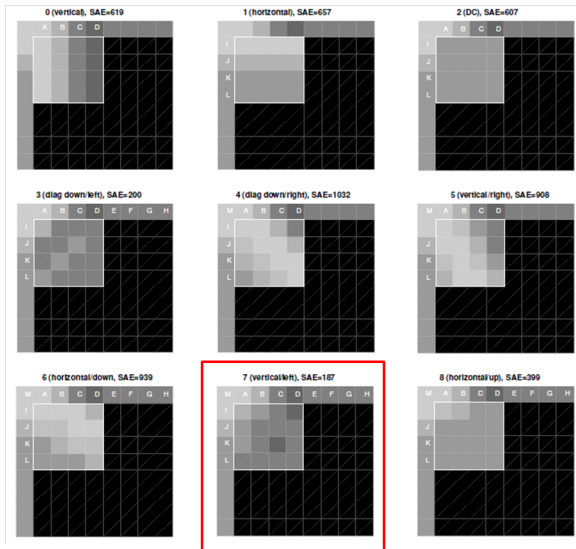 0 (vertical), SAE=619
1 (horizontal), SAE=657
2 (DC), SAE=607
A B C D
C D
A B C D
I
J
K
L
I
J
K
L
I
J
K
L
3 (diag down/left), SAE=200
4 (diag down/right), SAE=1032
5 (vertical/right), SAE=908
M A B C D E F G H
M A B C D
M A B C D
I
J
K
L
I
J
K
L
I
J
K
L
6 (horizontal/down, SAE=939
7 (vertical/left), SAE=187
8 (horizontal/up), SAE=399
M A B C D E F G H
M A B C D E F G H
M A B C D E F G H
I
J
K
L
I
J
K
L
I
J
K
L